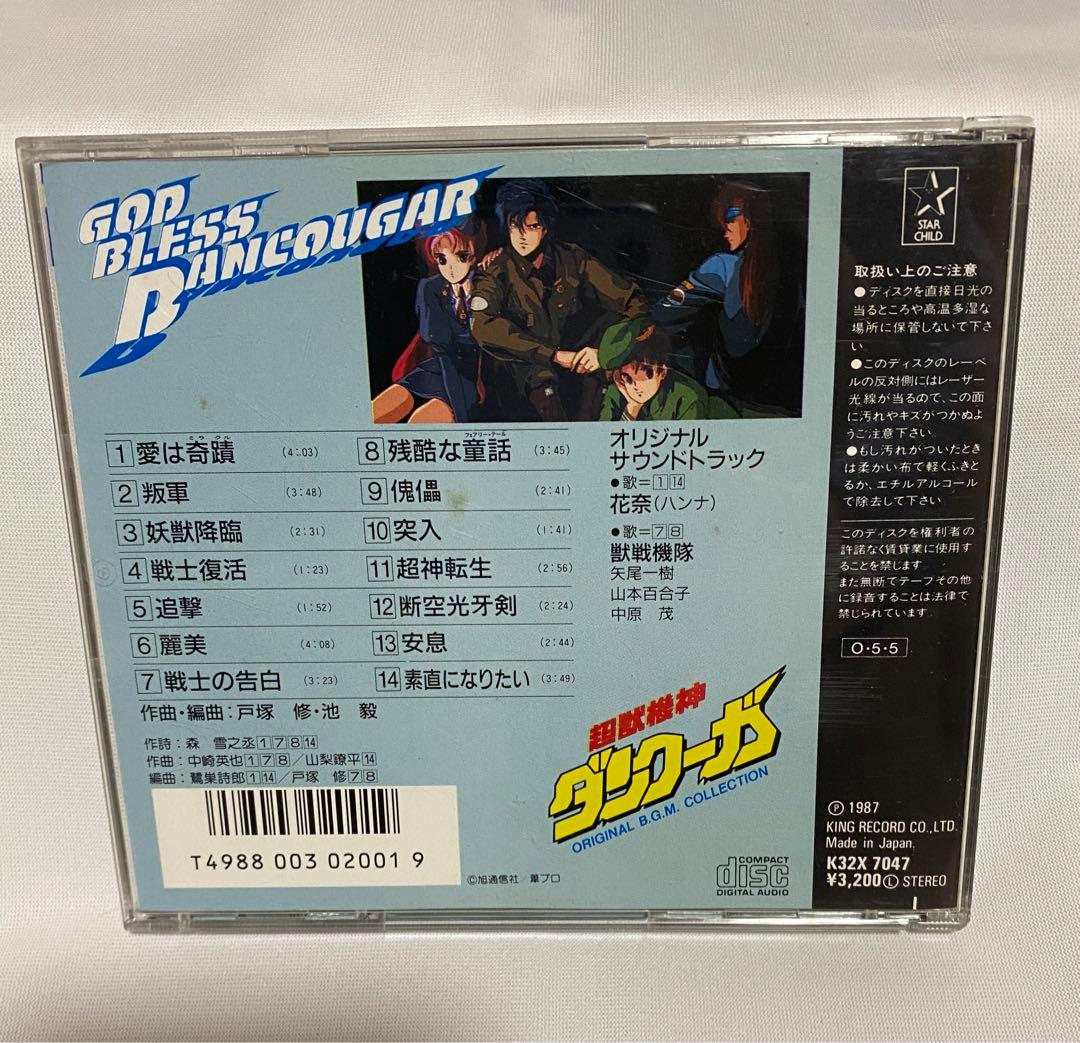 GOD
BLESS
DANCOUGAR
1 愛は奇蹟 (4:03)
ミラクル
2 叛軍 (3:48)
3 妖獣降臨 (2:31)
4 戦士復活 (1:23)
5 追撃 (1:52)
6 麗美 (4:08)
7 戦士の告白 (3:23)
8 残酷な童話 (3:45)
フェアリー・テール
9 傀儡 (2:41)
10 突入 (1:41)
11 超神転生 (2:56)
12 断空光牙剣 (2:24)
13 安息 (2:44)
14 素直になりたい (3:49)
作曲・編曲：戸塚 修・池 毅
作詩：森 雪之丞 1 7 8 14
作曲：中崎英也 1 7 8／山梨鐐平 14
編曲：鷺巣詩郎 1 14／戸塚 修 7 8
T4988 003 02001 9
©旭通信社／葦プロ
オリジナル
サウンドトラック
●歌＝1 14
花奈（ハンナ）
●歌＝7 8
獣戦機隊
矢尾一樹
山本百合子
中原 茂
超獣機神
ダンクーガ
ORIGINAL B.G.M. COLLECTION
COMPACT
disc
DIGITAL AUDIO
STAR
CHILD
取扱い上のご注意
●ディスクを直接日光の
当るところや高温多湿な
場所に保管しないで下さ
い.
●このディスクのレーベ
ルの反対側にはレーザー
光線が当るので、この面
に汚れやキズがつかぬよ
うご注意下さい。
●もし汚れがついたとき
は柔かい布で軽くふきと
るか、エチルアルコール
で除去して下さい
このディスクを権利者の
許諾なく賃貸業に使用す
ることを禁じます
また無断でテープその他
に録音することは法律で
禁じられています.
O・5・5
Ⓟ 1987
KING RECORD CO.,LTD.
Made in Japan.
K32X 7047
¥3,200Ⓛ STEREO